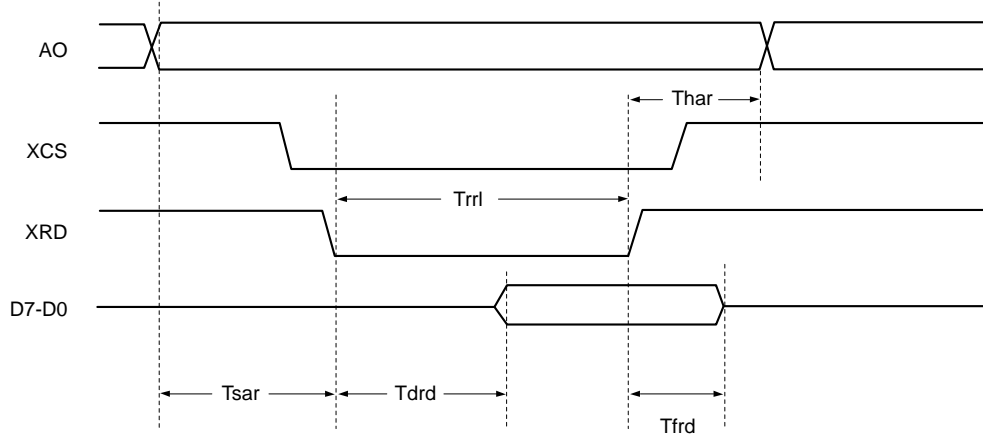 AO
Thar
XCS
Trrl
XRD
D7-D0
Tsar
Tdrd
Tfrd